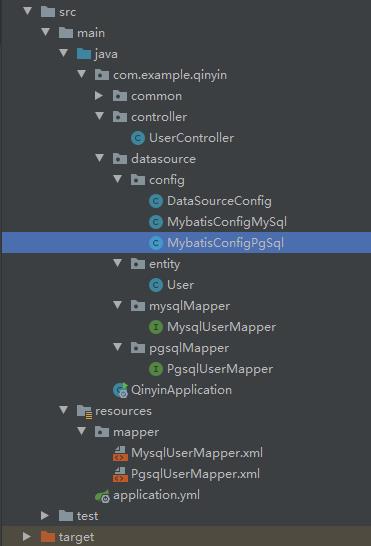 src
main
java
com.example.qinyin
common
controller
UserController
datasource
config
DataSourceConfig
MybatisConfigMySql
MybatisConfigPgSql
entity
User
mysqlMapper
MysqlUserMapper
pgsqlMapper
PgsqlUserMapper
QinyinApplication
resources
mapper
MysqlUserMapper.xml
PgsqlUserMapper.xml
application.yml
test
target